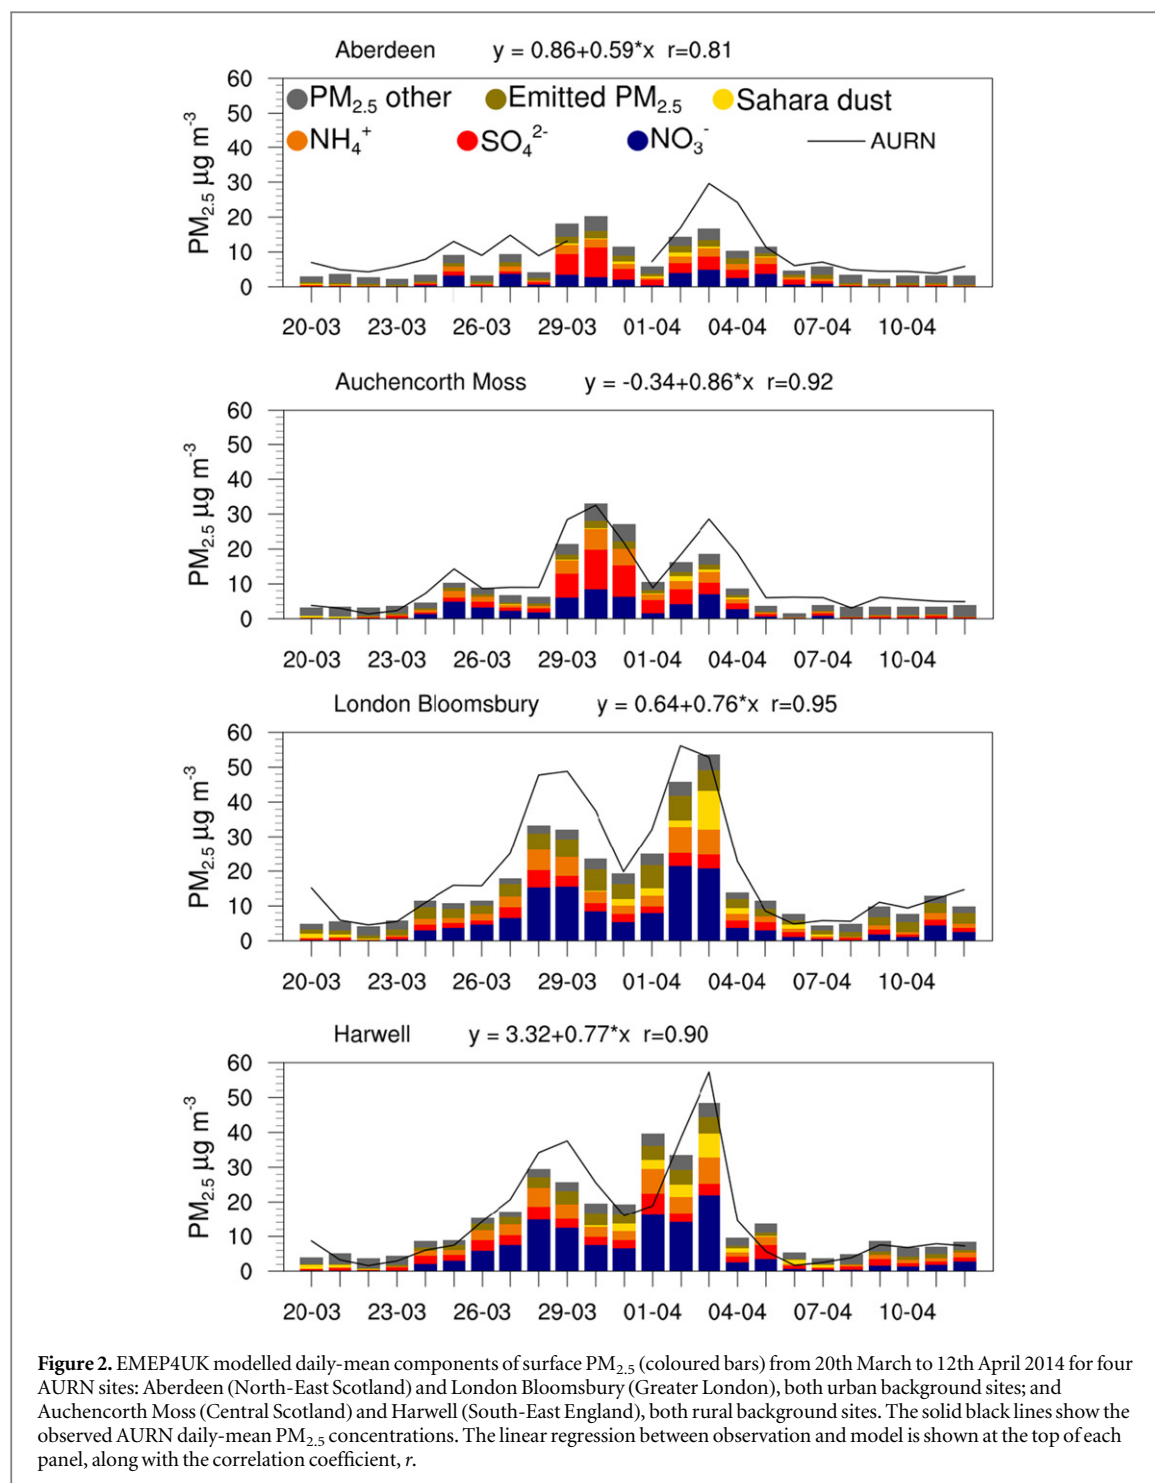 Aberdeen y = 0.86+0.59*x r=0.81
PM2.5 µg m-3
60
50
40
30
20
10
0
PM2.5 other Emitted PM2.5 Sahara dust
NH4+ SO42- NO3- AURN
20-03 23-03 26-03 29-03 01-04 04-04 07-04 10-04
Auchencorth Moss y = -0.34+0.86*x r=0.92
PM2.5 µg m-3
60
50
40
30
20
10
0
20-03 23-03 26-03 29-03 01-04 04-04 07-04 10-04
London Bloomsbury y = 0.64+0.76*x r=0.95
PM2.5 µg m-3
60
50
40
30
20
10
0
20-03 23-03 26-03 29-03 01-04 04-04 07-04 10-04
Harwell y = 3.32+0.77*x r=0.90
PM2.5 µg m-3
60
50
40
30
20
10
0
20-03 23-03 26-03 29-03 01-04 04-04 07-04 10-04
Figure 2. EMEP4UK modelled daily-mean components of surface PM2.5 (coloured bars) from 20th March to 12th April 2014 for four
AURN sites: Aberdeen (North-East Scotland) and London Bloomsbury (Greater London), both urban background sites; and
Auchencorth Moss (Central Scotland) and Harwell (South-East England), both rural background sites. The solid black lines show the
observed AURN daily-mean PM2.5 concentrations. The linear regression between observation and model is shown at the top of each
panel, along with the correlation coefficient, r.